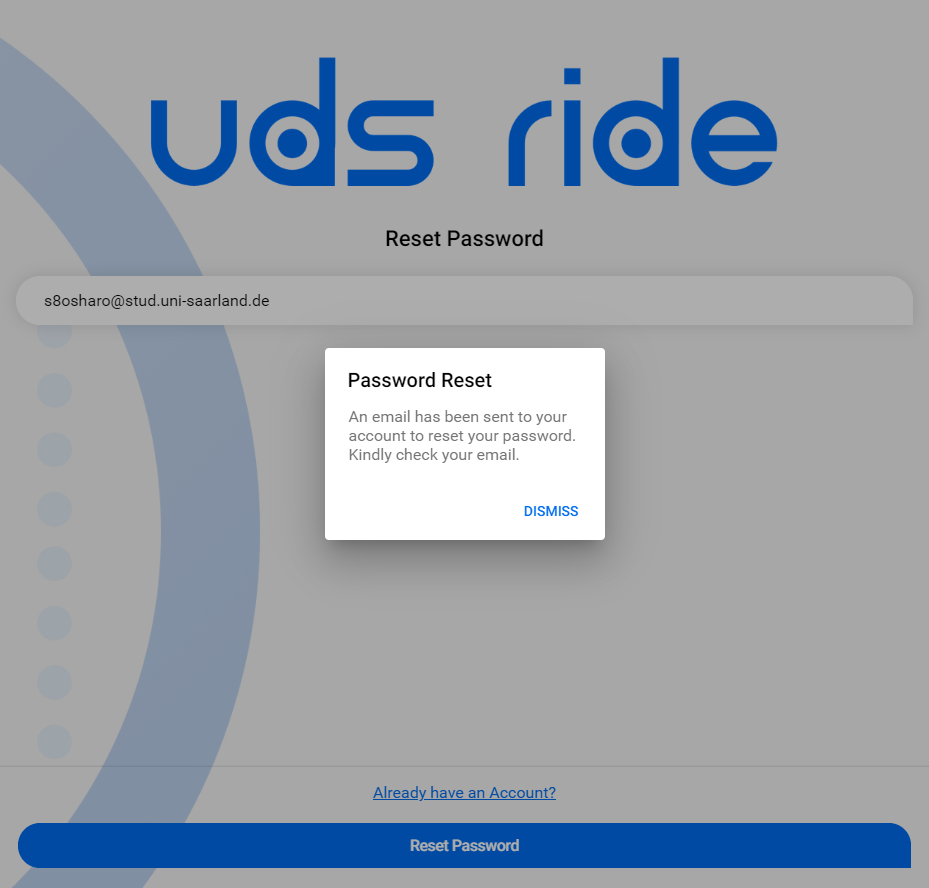 uds ride
Reset Password
s8osharo@stud.uni-saarland.de
Password Reset
An email has been sent to your
account to reset your password.
Kindly check your email.
DISMISS
Already have an Account?
Reset Password